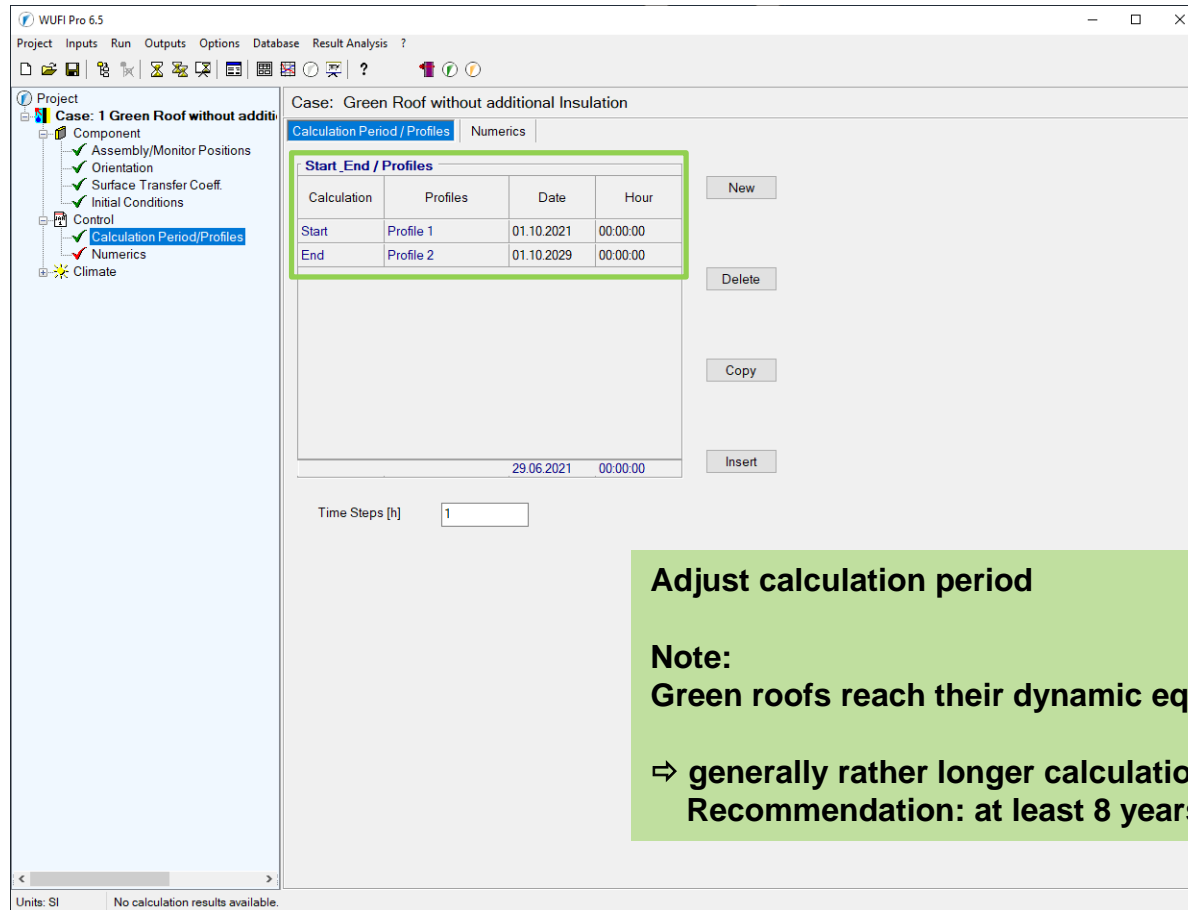 WUFI Pro 6.5
Project Inputs Run Outputs Options Database Result Analysis ?
Project
Case: 1 Green Roof without additi
Component
Assembly/Monitor Positions
Orientation
Surface Transfer Coeff.
Initial Conditions
Control
Calculation Period/Profiles
Numerics
Climate
Case: Green Roof without additional Insulation
Calculation Period / Profiles Numerics
Start_End / Profiles
Calculation Profiles Date Hour
Start Profile 1 01.10.2021 00:00:00
End Profile 2 01.10.2029 00:00:00
29.06.2021 00:00:00
New
Delete
Copy
Insert
Time Steps [h] 1
Adjust calculation period
Note:
Green roofs reach their dynamic eq
⇨ generally rather longer calculatio
Recommendation: at least 8 years
Units: SI No calculation results available.